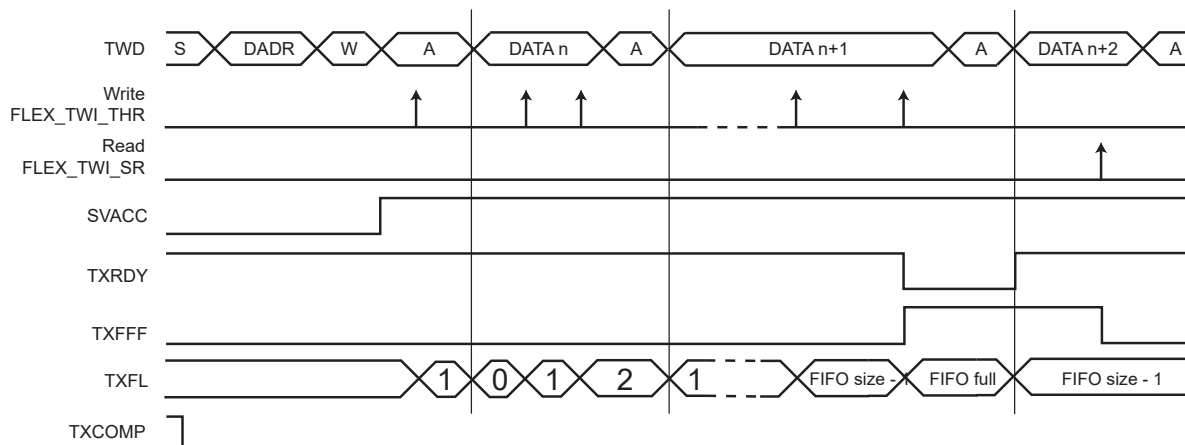 TWD S DADR W A DATA n A DATA n+1 A DATA n+2 A
Write
FLEX_TWI_THR
Read
FLEX_TWI_SR
SVACC
TXRDY
TXFFF
TXFL 1 0 1 2 1 FIFO size - 1 FIFO full FIFO size - 1
TXCOMP